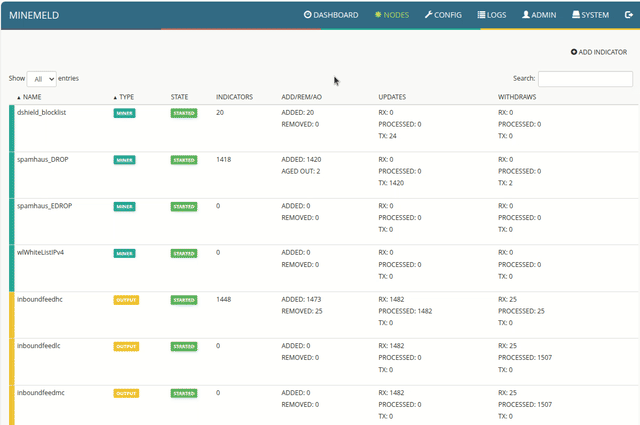 MINEMELD DASHBOARD NODES CONFIG LOGS ADMIN SYSTEM
ADD INDICATOR
Show All entries Search:
NAME TYPE STATE INDICATORS ADD/REM/AO UPDATES WITHDRAWS
dshield_blocklist MINER STARTED 20 ADDED: 20 RX: 0 RX: 0
REMOVED: 0 PROCESSED: 0 PROCESSED: 0
TX: 24 TX: 0
spamhaus_DROP MINER STARTED 1418 ADDED: 1420 RX: 0 RX: 0
AGED OUT: 2 PROCESSED: 0 PROCESSED: 0
TX: 1420 TX: 2
spamhaus_EDROP MINER STARTED 0 ADDED: 0 RX: 0 RX: 0
REMOVED: 0 PROCESSED: 0 PROCESSED: 0
TX: 0 TX: 0
wlWhiteListIPv4 MINER STARTED 0 ADDED: 0 RX: 0 RX: 0
REMOVED: 0 PROCESSED: 0 PROCESSED: 0
TX: 0 TX: 0
inboundfeedhc OUTPUT STARTED 1448 ADDED: 1473 RX: 1482 RX: 25
REMOVED: 25 PROCESSED: 1482 PROCESSED: 25
TX: 0 TX: 0
inboundfeedlc OUTPUT STARTED 0 ADDED: 0 RX: 1482 RX: 25
REMOVED: 0 PROCESSED: 0 PROCESSED: 1507
TX: 0 TX: 0
inboundfeedmc OUTPUT STARTED 0 ADDED: 0 RX: 1482 RX: 25
REMOVED: 0 PROCESSED: 0 PROCESSED: 1507
TX: 0 TX: 0